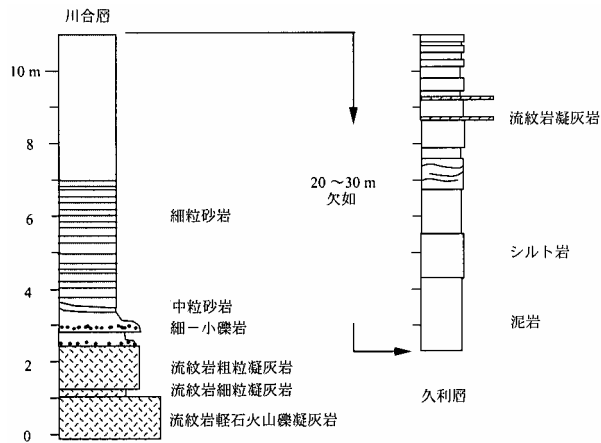 川合層
10 m
8
6
4
2
0
細粒砂岩
中粒砂岩
細－小礫岩
流紋岩粗粒凝灰岩
流紋岩細粒凝灰岩
流紋岩軽石火山礫凝灰岩
20～30 m
欠如
流紋岩凝灰岩
シルト岩
泥岩
久利層